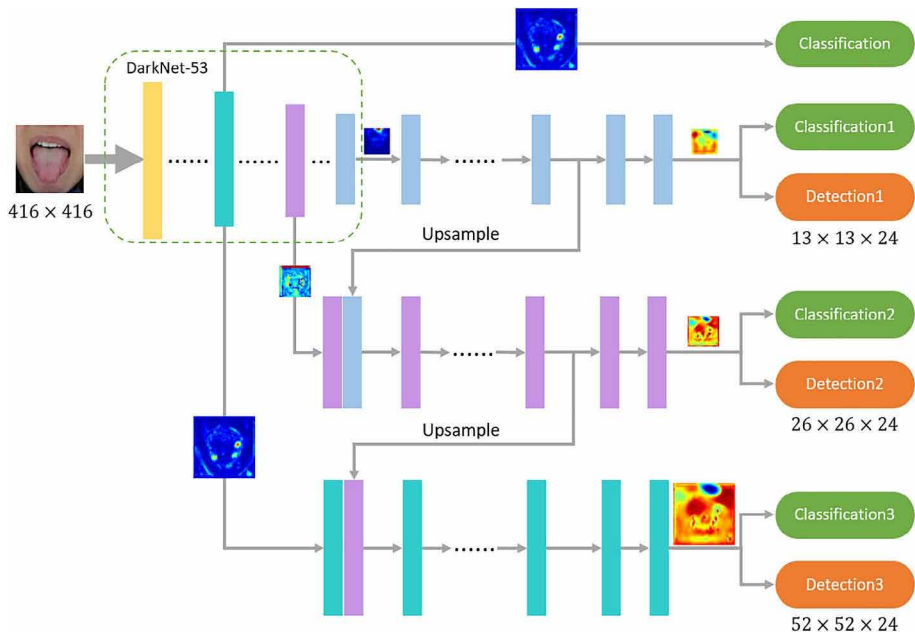 Classification
DarkNet-53
Classification1
416 × 416
Detection1
13 × 13 × 24
Upsample
Classification2
Detection2
26 × 26 × 24
Upsample
Classification3
Detection3
52 × 52 × 24